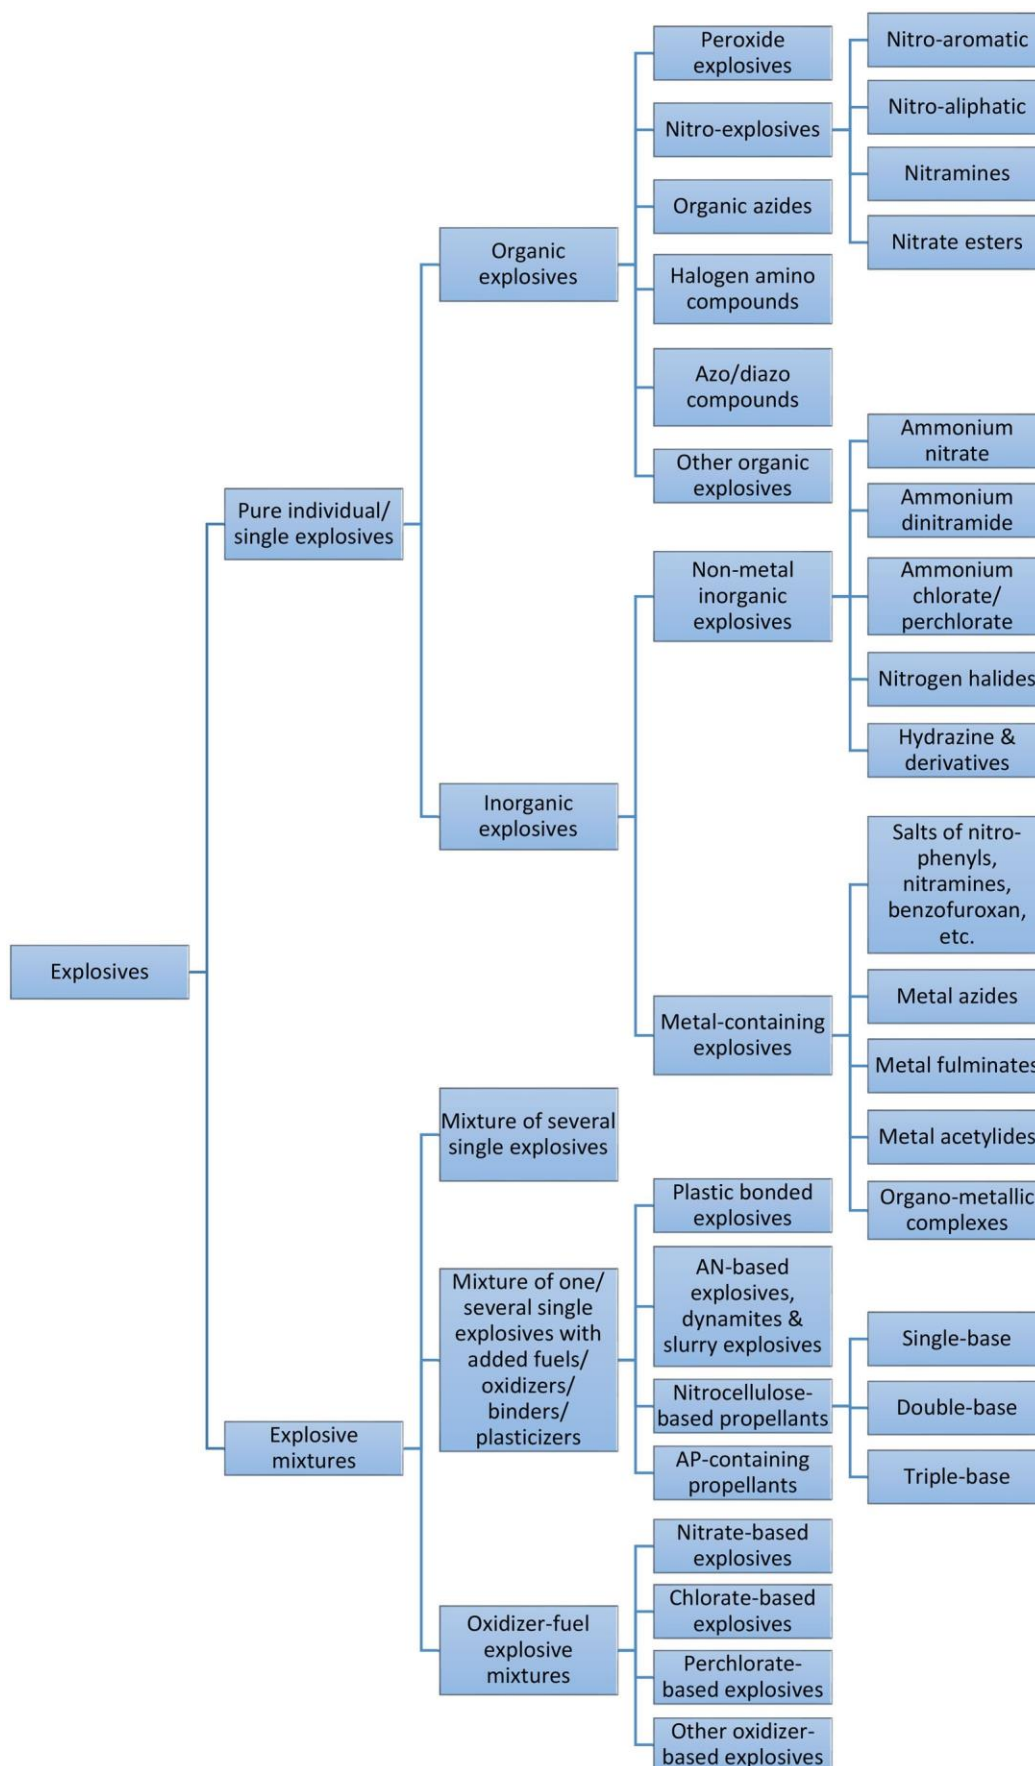 Peroxide
explosives
Nitro-aromatic
Nitro-explosives
Nitro-aliphatic
Nitramines
Nitrate esters
Organic azides
Organic
explosives
Halogen amino
compounds
Azo/diazo
compounds
Other organic
explosives
Pure individual/
single explosives
Ammonium
nitrate
Ammonium
dinitramide
Non-metal
inorganic
explosives
Ammonium
chlorate/
perchlorate
Nitrogen halides
Hydrazine &
derivatives
Inorganic
explosives
Salts of nitro-
phenyls,
nitramines,
benzofuroxan,
etc.
Explosives
Metal azides
Metal-containing
explosives
Metal fulminates
Metal acetylides
Organo-metallic
complexes
Mixture of several
single explosives
Plastic bonded
explosives
Mixture of one/
several single
explosives with
added fuels/
oxidizers/
binders/
plasticizers
AN-based
explosives,
dynamites &
slurry explosives
Single-base
Nitrocellulose-
based propellants
Double-base
Triple-base
Explosive
mixtures
AP-containing
propellants
Nitrate-based
explosives
Chlorate-based
explosives
Oxidizer-fuel
explosive
mixtures
Perchlorate-
based explosives
Other oxidizer-
based explosives